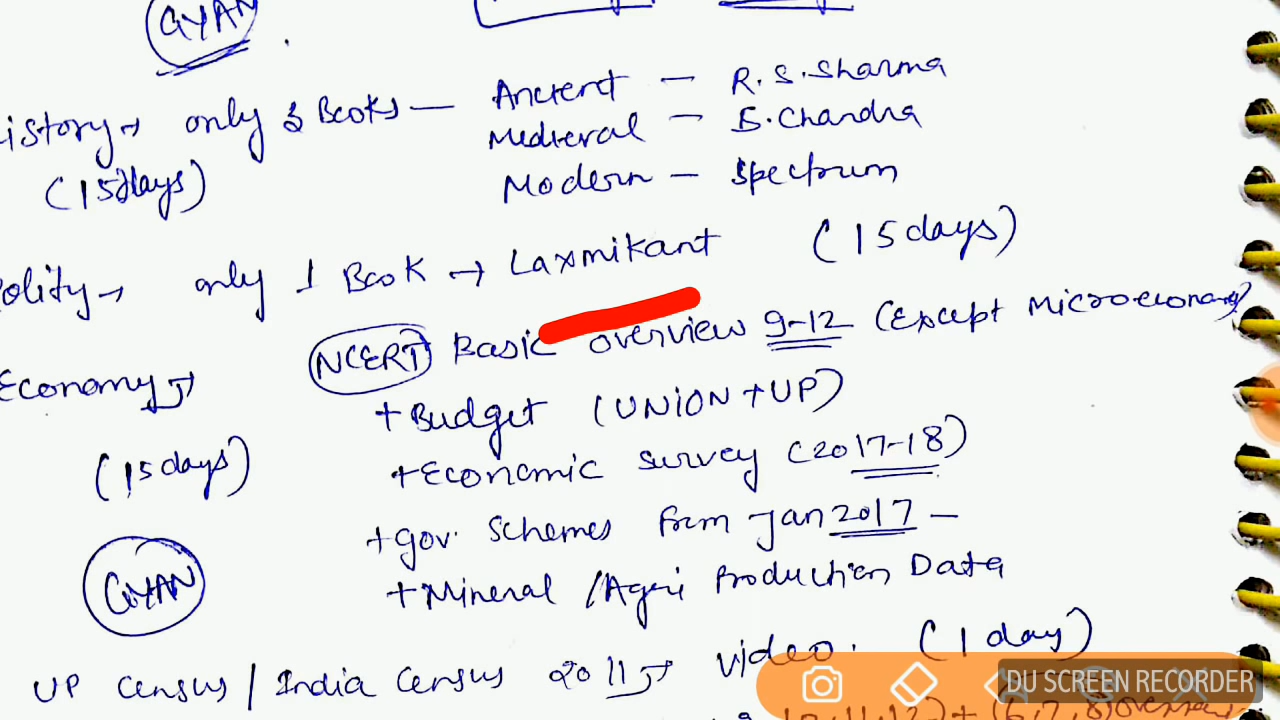 GYAN
istory → only 3 Books — Ancient — R.S. Sharma
(15 days) Medieval — B. Chandra
Modern — Spectrum
olity → only 1 Book → Laxmikant (15 days)
Economy → NCERT Basic overview 9-12 (Except Microeconomy)
+ Budget (UNION + UP)
(15 days) + Economic survey (2017-18)
+ gov. Schemes from Jan 2017 —
GYAN + Mineral / Agri Production Data
UP Census / India Census 2011 → video. (1 day)
DU SCREEN RECORDER